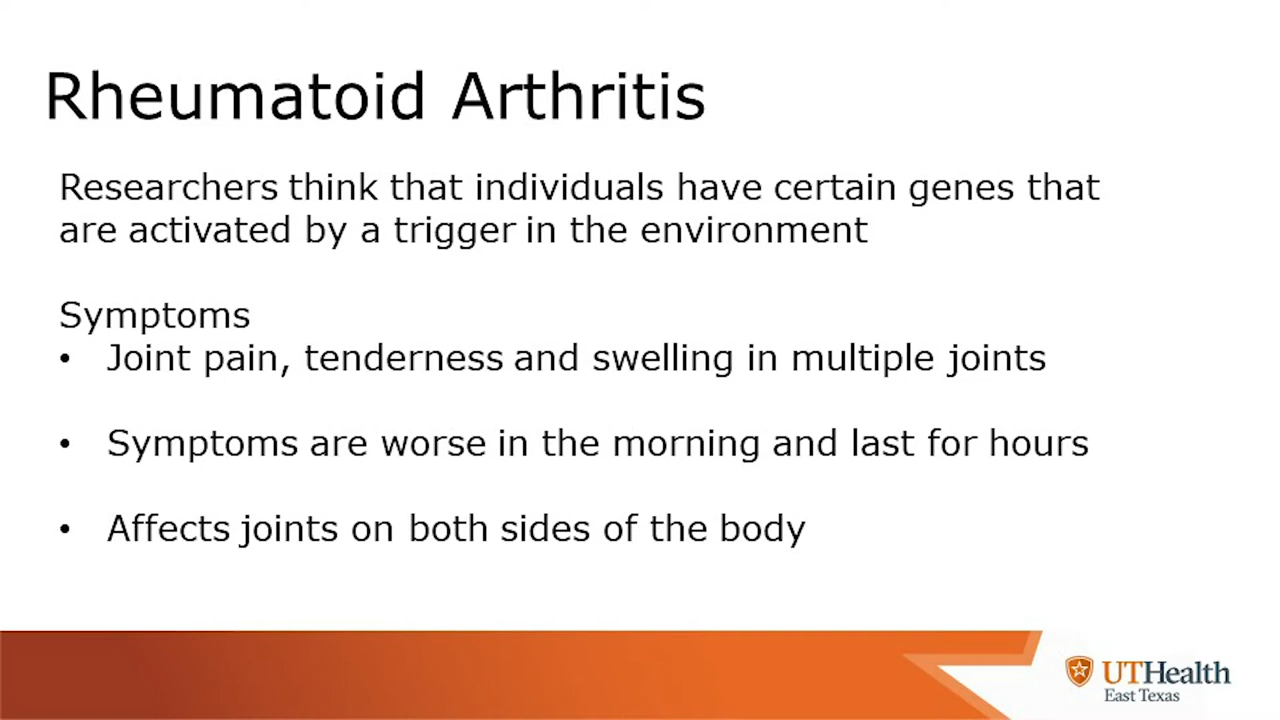 Rheumatoid Arthritis
Researchers think that individuals have certain genes that
are activated by a trigger in the environment
Symptoms
• Joint pain, tenderness and swelling in multiple joints
• Symptoms are worse in the morning and last for hours
• Affects joints on both sides of the body
UTHealth
East Texas